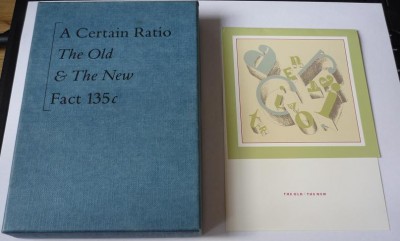 A Certain Ratio
The Old
& The New
Fact 135c
THE OLD / THE NEW